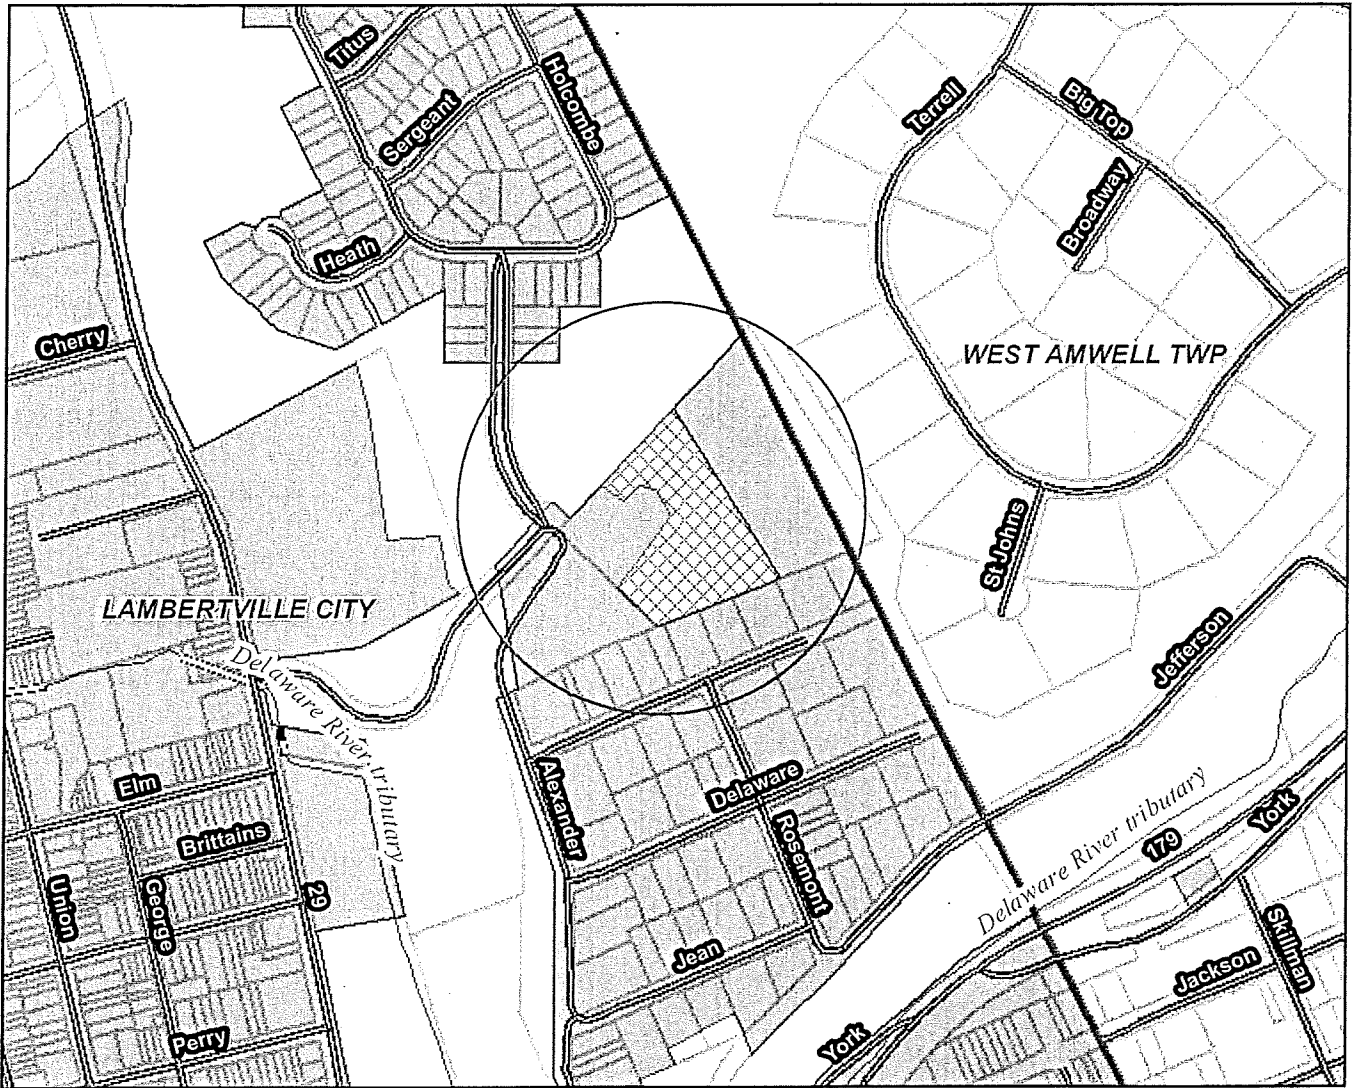 Titus
Holcombe
Sergeant
Heath
Terrell
Big Top
Broadway
Cherry
WEST AMWELL TWP
St Johns
LAMBERTVILLE CITY
Jefferson
Delaware River tributary
Elm
Brittains
Union
George
29
Perry
Alexander
Delaware
Rosemont
Jean
Delaware River tributary
179
York
Skillman
Jackson
York